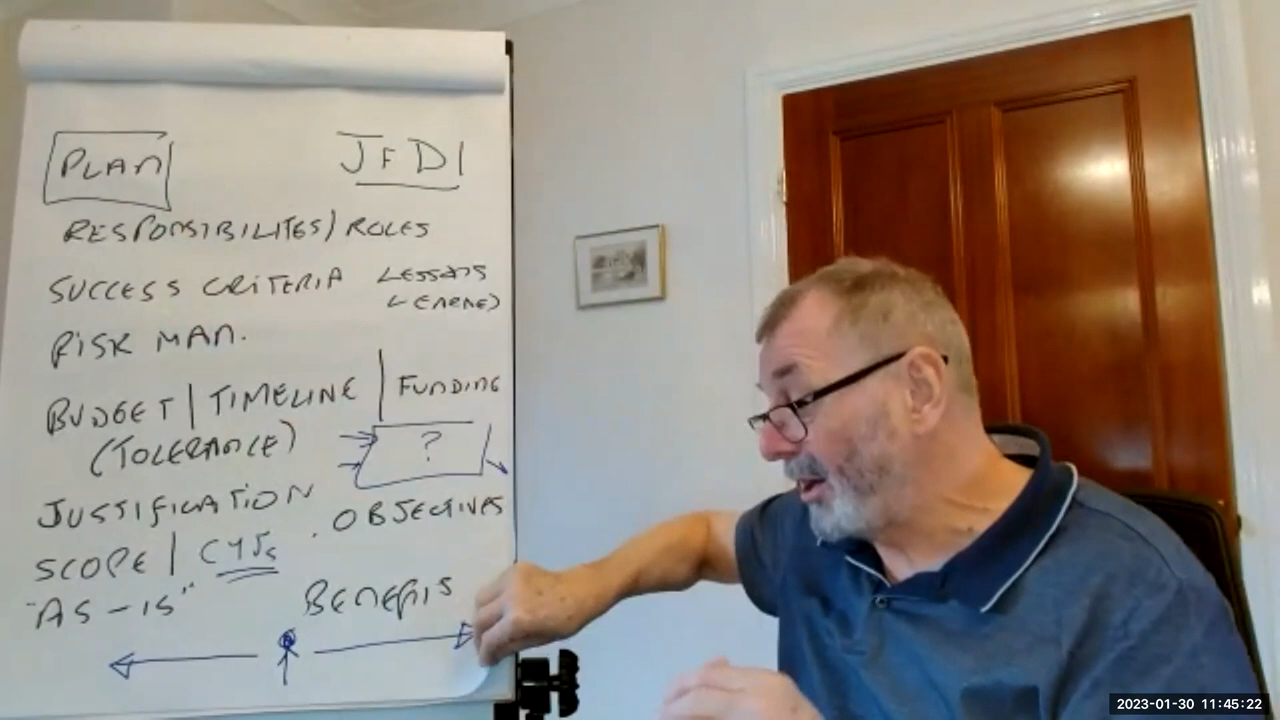 PLAN JFDI
RESPONSIBILITES/ROLES
SUCCESS CRITERIA LESSONS
LEARNED
RISK MAN.
BUDGET | TIMELINE | FUNDING
(TOLERANCE) ?
JUSTIFICATION . OBJECTIVES
SCOPE |
"AS-IS" BENEFITS
2023-01-30 11:45:22